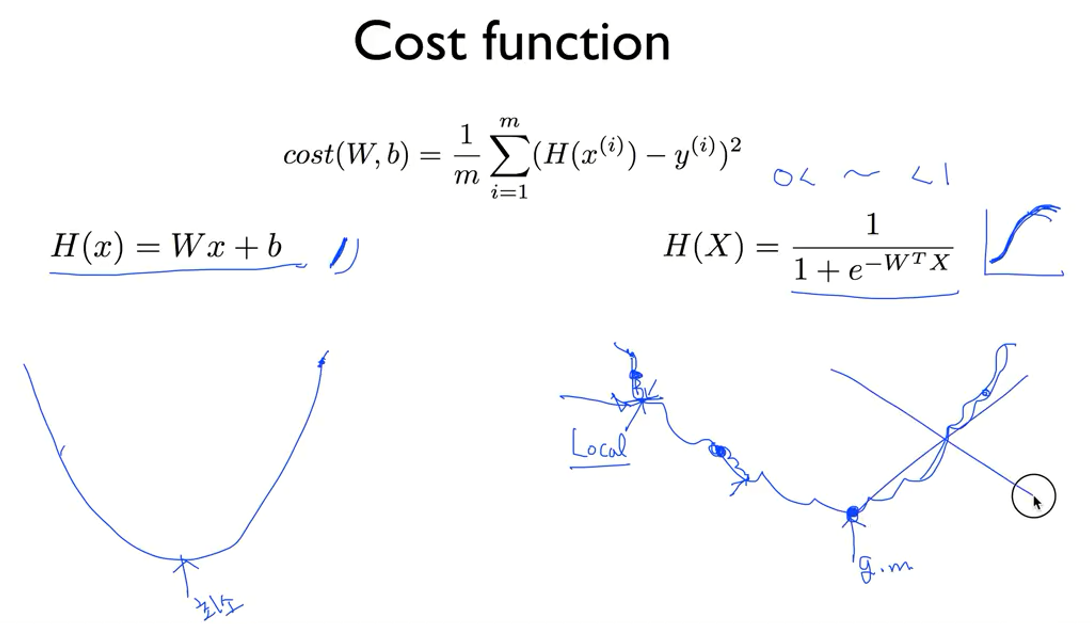 Cost function
cost(W, b) = \frac{1}{m} \sum_{i=1}^{m} (H(x^{(i)}) - y^{(i)})^2
0< ~ <1
H(x) = Wx + b
H(X) = \frac{1}{1 + e^{-W^T X}}
Local
g.m
최소